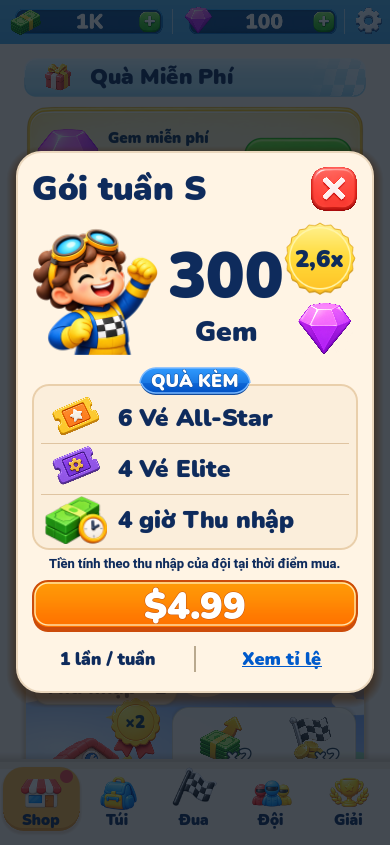 1K
100
Quà Miễn Phí
Gem miễn phí
Gói tuần S
300
2,6x
Gem
QUÀ KÈM
6 Vé All-Star
4 Vé Elite
4 giờ Thu nhập
Tiền tính theo thu nhập của đội tại thời điểm mua.
$4.99
1 lần / tuần
Xem tỉ lệ
x2
x2
x2
Shop
Túi
Đua
Đội
Giải